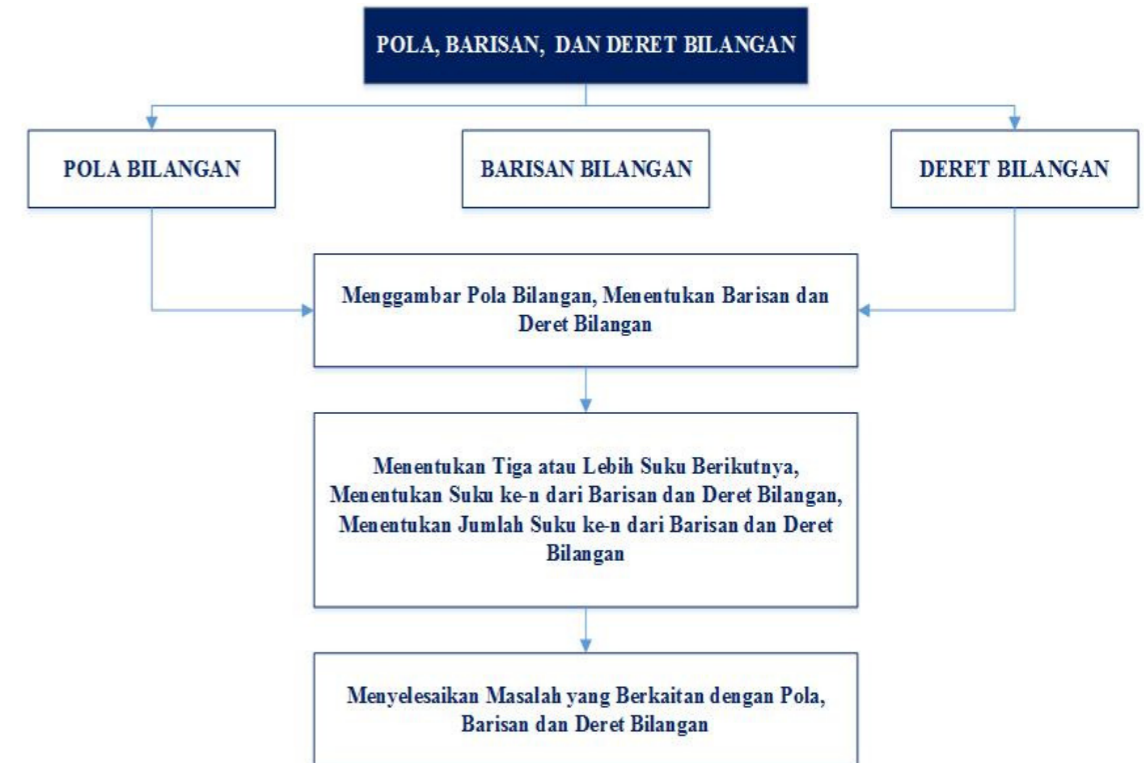 POLA, BARISAN, DAN DERET BILANGAN
POLA BILANGAN
BARISAN BILANGAN
DERET BILANGAN
Menggambar Pola Bilangan, Menentukan Barisan dan
Deret Bilangan
Menentukan Tiga atau Lebih Suku Berikutnya,
Menentukan Suku ke-n dari Barisan dan Deret Bilangan,
Menentukan Jumlah Suku ke-n dari Barisan dan Deret
Bilangan
Menyelesaikan Masalah yang Berkaitan dengan Pola,
Barisan dan Deret Bilangan